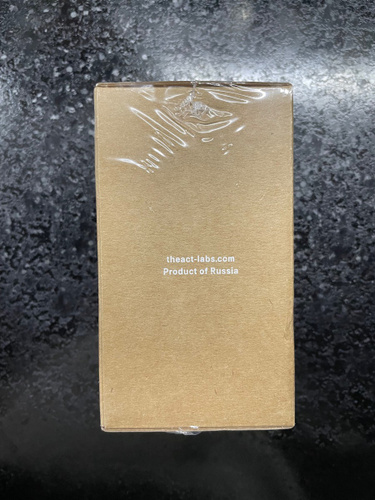 theact-labs.com
Product of Russia